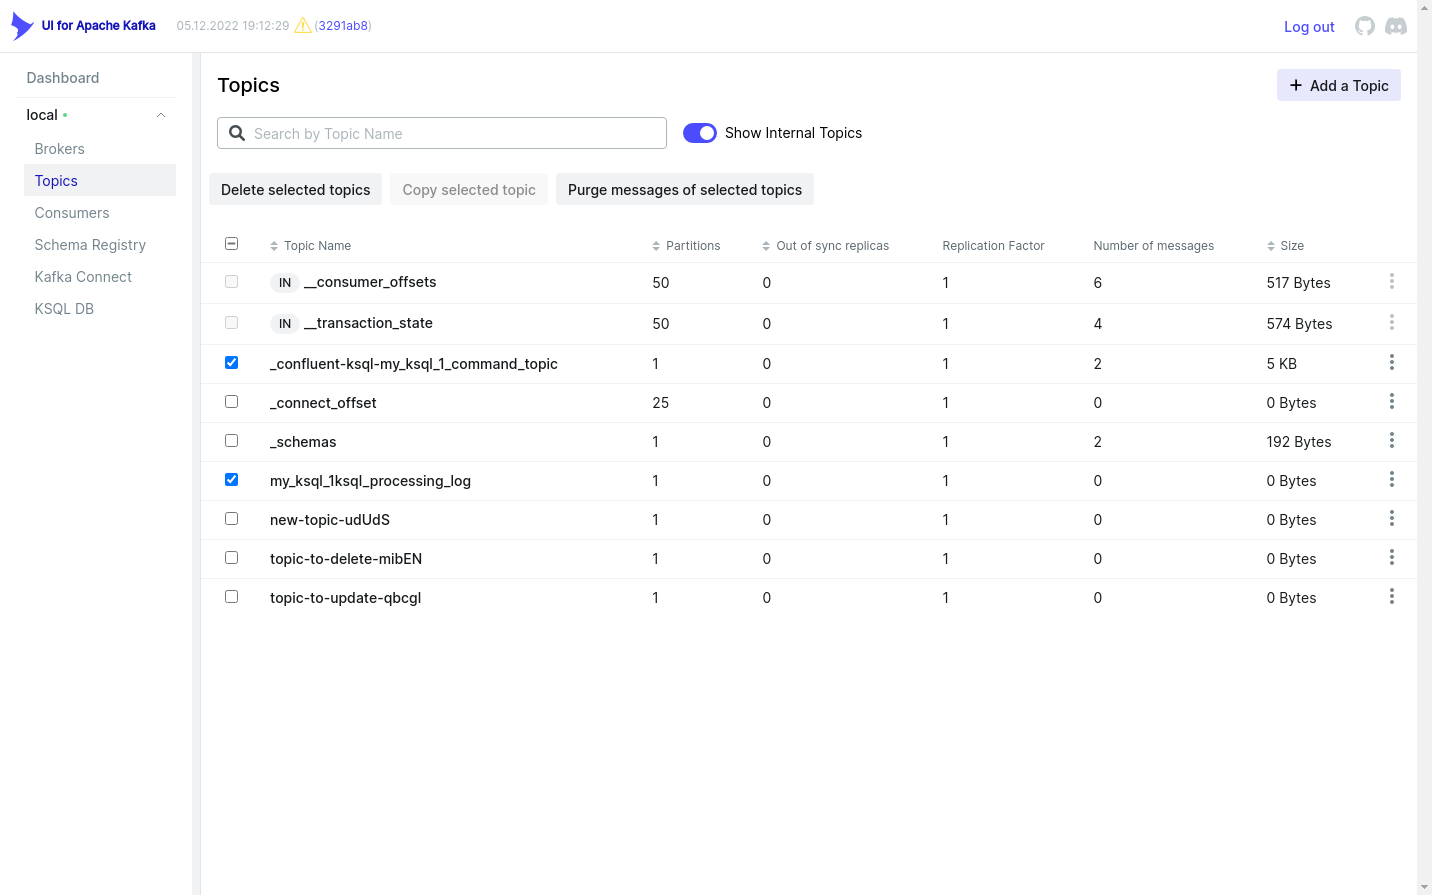 UI for Apache Kafka 05.12.2022 19:12:29 (3291ab8) Log out
Dashboard
local
Brokers
Topics
Consumers
Schema Registry
Kafka Connect
KSQL DB
Topics
Add a Topic
Search by Topic Name
Show Internal Topics
Delete selected topics Copy selected topic Purge messages of selected topics
Topic Name Partitions Out of sync replicas Replication Factor Number of messages Size
IN __consumer_offsets 50 0 1 6 517 Bytes
IN __transaction_state 50 0 1 4 574 Bytes
_confluent-ksql-my_ksql_1_command_topic 1 0 1 2 5 KB
_connect_offset 25 0 1 0 0 Bytes
_schemas 1 0 1 2 192 Bytes
my_ksql_1ksql_processing_log 1 0 1 0 0 Bytes
new-topic-udUdS 1 0 1 0 0 Bytes
topic-to-delete-mibEN 1 0 1 0 0 Bytes
topic-to-update-qbcgl 1 0 1 0 0 Bytes